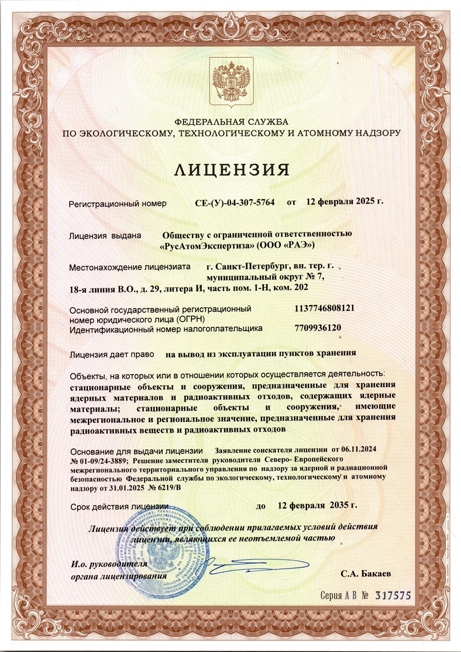 ФЕДЕРАЛЬНАЯ СЛУЖБА
ПО ЭКОЛОГИЧЕСКОМУ, ТЕХНОЛОГИЧЕСКОМУ И АТОМНОМУ НАДЗОРУ
ЛИЦЕНЗИЯ
Регистрационный номер СЕ-(У)-04-307-5764 от 12 февраля 2025 г.
Лицензия выдана Обществу с ограниченной ответственностью
«РусАтомЭкспертиза» (ООО «РАЭ»)
Местонахождение лицензиата г. Санкт-Петербург, вн. тер. г.
муниципальный округ № 7,
18-я линия В.О., д. 29, литера И, часть пом. 1-Н, ком. 202
Основной государственный регистрационный
номер юридического лица (ОГРН) 1137746808121
Идентификационный номер налогоплательщика 7709936120
Лицензия дает право на вывод из эксплуатации пунктов хранения
Объекты, на которых или в отношении которых осуществляется деятельность:
стационарные объекты и сооружения, предназначенные для хранения
ядерных материалов и радиоактивных отходов, содержащих ядерные
материалы; стационарные объекты и сооружения, имеющие
межрегиональное и региональное значение, предназначенные для хранения
радиоактивных веществ и радиоактивных отходов
Основание для выдачи лицензии Заявление соискателя лицензии от 06.11.2024
№ 01-09/24-3889; Решение заместителя руководителя Северо- Европейского
межрегионального территориального управления по надзору за ядерной и радиационной
безопасностью Федеральной службы по экологическому, технологическому и атомному
надзору от 31.01.2025 № 6219/В
Срок действия лицензии до 12 февраля 2035 г.
Лицензия действует при соблюдении прилагаемых условий действия
лицензии, являющихся ее неотъемлемой частью
И.о. руководителя
органа лицензирования С.А. Бакаев
Серия А В № 317575